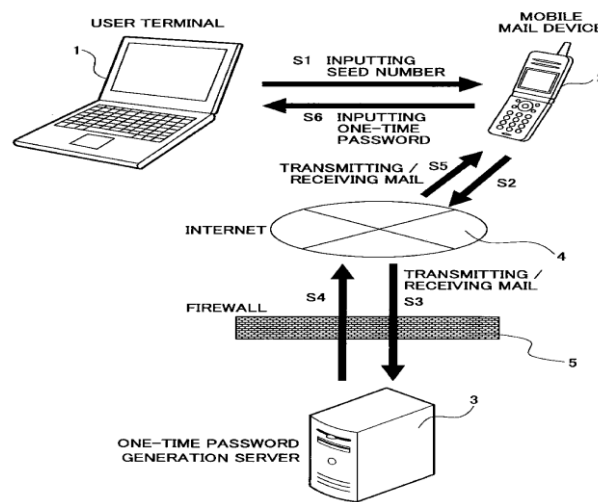 USER TERMINAL
MOBILE
MAIL DEVICE
1
S1 INPUTTING
SEED NUMBER
S6 INPUTTING
ONE-TIME
PASSWORD
TRANSMITTING /
RECEIVING MAIL
S5
S2
INTERNET
4
TRANSMITTING /
RECEIVING MAIL
S4
S3
FIREWALL
5
3
ONE-TIME PASSWORD
GENERATION SERVER